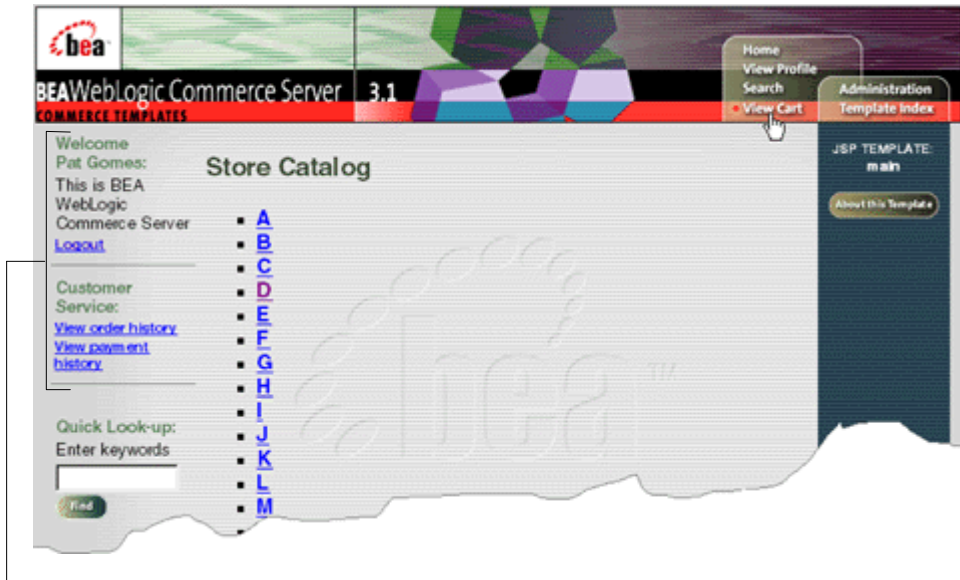 bea
Home
View Profile
Search
View Cart
BEAWebLogic Commerce Server 3.1
COMMERCE TEMPLATES
Administration
Template Index
Welcome
Pat Gomes:
This is BEA
WebLogic
Commerce Server
Logout
Customer
Service:
View order history
View payment
history
Quick Look-up:
Enter keywords
Find
Store Catalog
A
B
C
D
E
F
G
H
I
J
K
L
M
bea™
JSP TEMPLATE:
main
About this Template